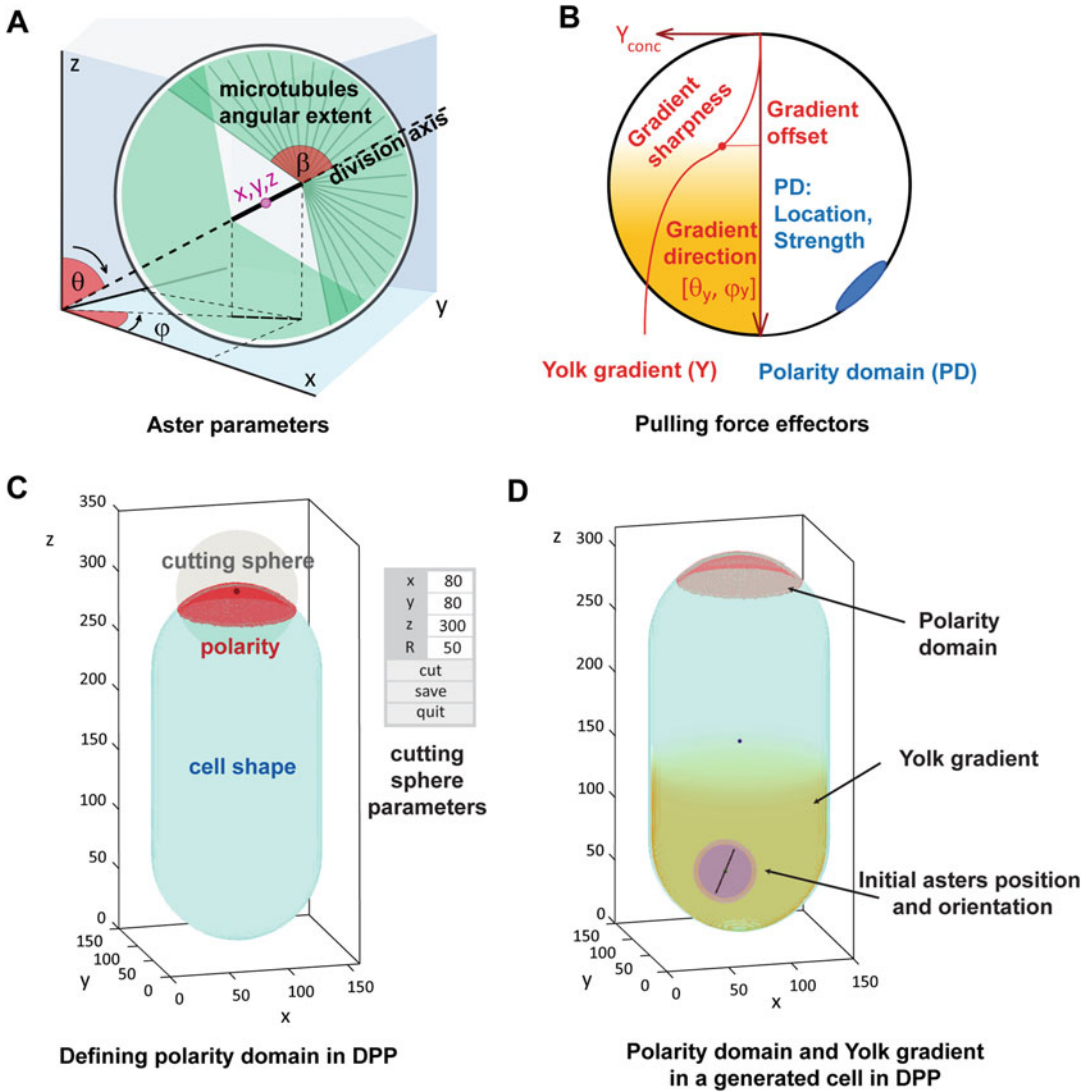 A
z
microtubules
angular extent
division axis
β
x,y,z
θ
φ
y
x
Aster parameters
B
Yconc
Gradient
sharpness
Gradient
offset
PD:
Location,
Strength
Gradient
direction
[θy, φy]
Yolk gradient (Y)
Polarity domain (PD)
Pulling force effectors
C
350
z
300
250
200
150
100
50
0
150
100
50
0
y
0
50
100
150
x
cutting sphere
polarity
cell shape
x 80
y 80
z 300
R 50
cut
save
quit
cutting
sphere
parameters
Defining polarity domain in DPP
D
z
300
250
200
150
100
50
0
150
100
50
0
y
0
50
100
150
x
Polarity
domain
Yolk gradient
Initial asters position
and orientation
Polarity domain and Yolk gradient
in a generated cell in DPP